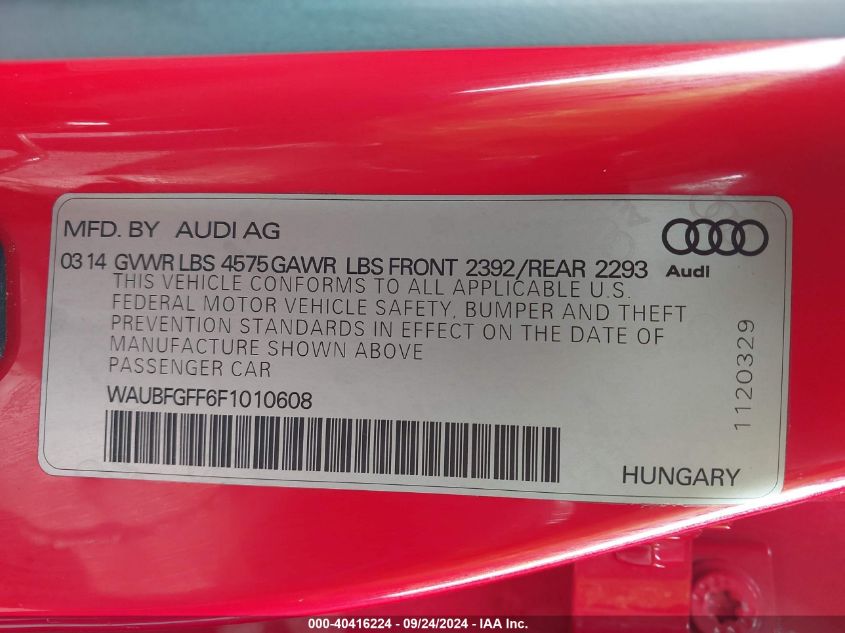 MFD. BY AUDI AG
03 14 GVWR LBS 4575 GAWR LBS FRONT 2392/REAR 2293
Audi
THIS VEHICLE CONFORMS TO ALL APPLICABLE U.S.
FEDERAL MOTOR VEHICLE SAFETY, BUMPER AND THEFT
PREVENTION STANDARDS IN EFFECT ON THE DATE OF
MANUFACTURE SHOWN ABOVE
PASSENGER CAR
WAUBFGFF6F1010608
1120329
HUNGARY
000-40416224 - 09/24/2024 - IAA Inc.